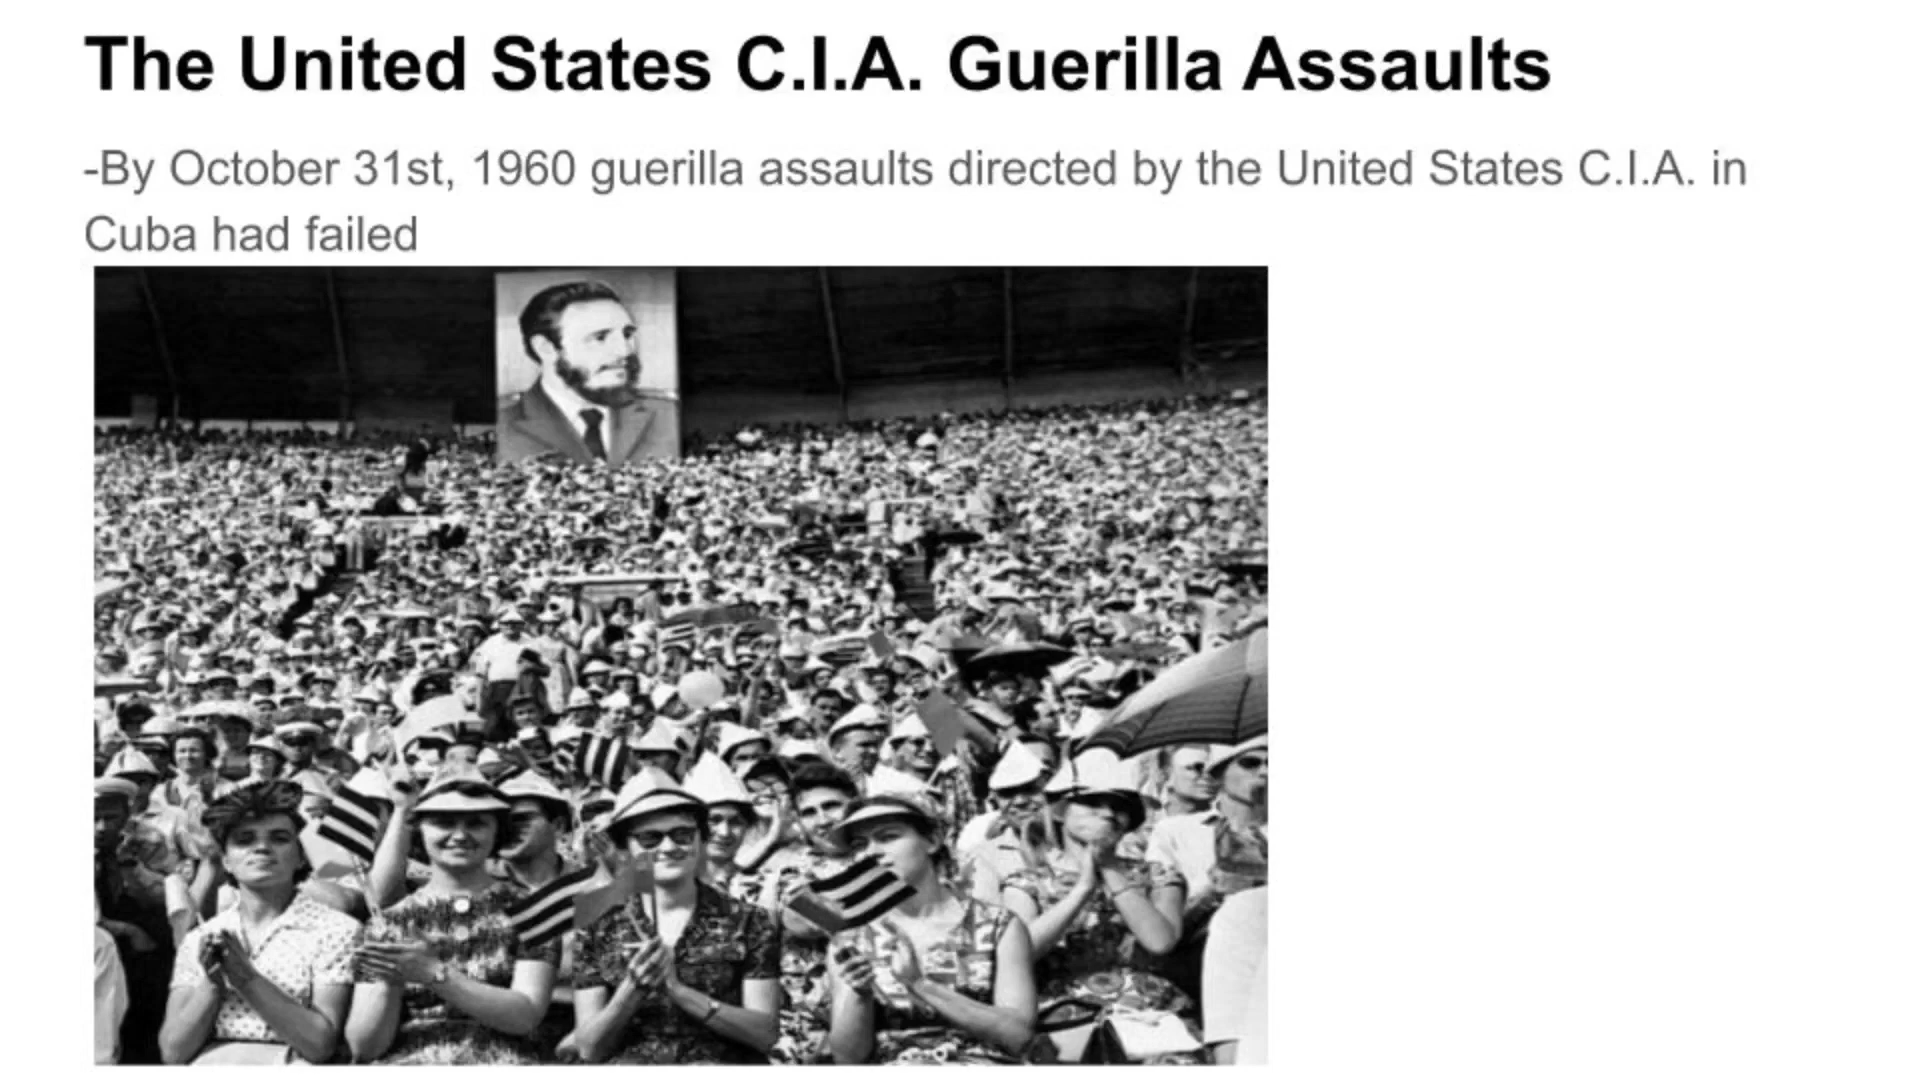 The United States C.I.A. Guerilla Assaults
-By October 31st, 1960 guerilla assaults directed by the United States C.I.A. in
Cuba had failed